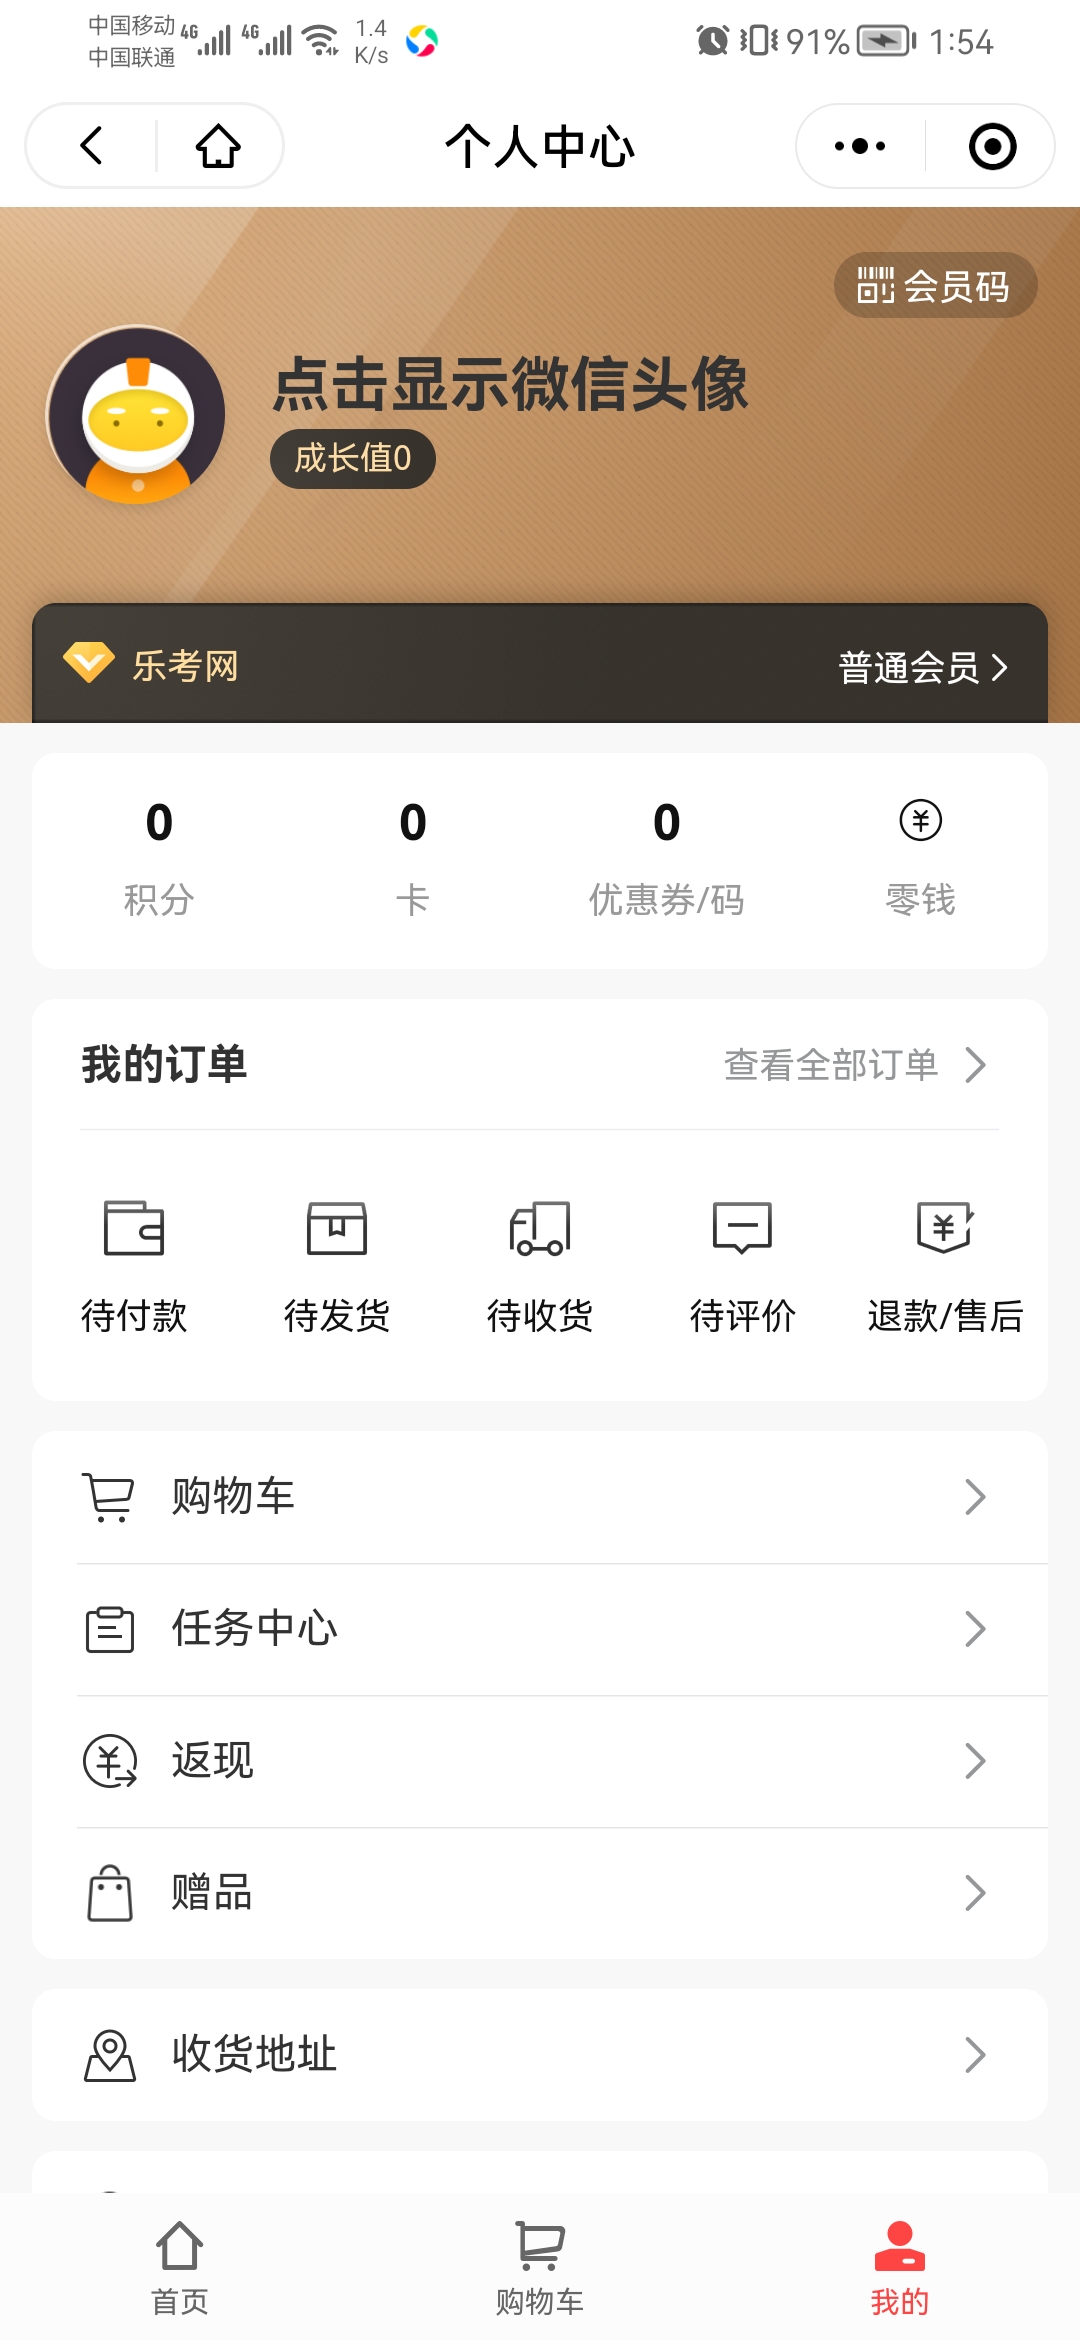 中国移动 4G 4G 1.4 K/s 91% 1:54
中国联通
个人中心
会员码
点击显示微信头像
成长值0
乐考网 普通会员
0 0 0
积分 卡 优惠券/码 零钱
我的订单 查看全部订单
待付款 待发货 待收货 待评价 退款/售后
购物车
任务中心
返现
赠品
收货地址
首页 购物车 我的